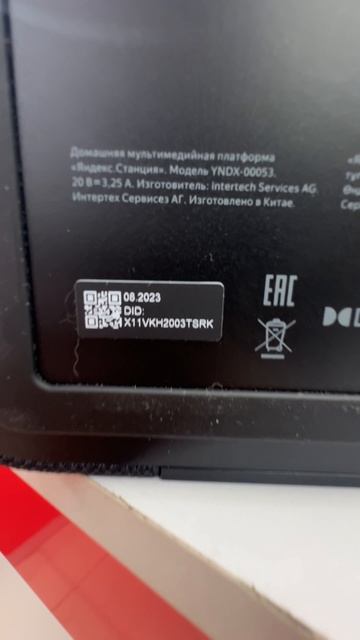 Домашняя мультимедийная платформа
«Яндекс.Станция». Модель YNDX-00053.
20 В⎓3,25 А. Изготовитель: Intertech Services AG.
Интертех Сервисез АГ. Изготовлено в Китае.
08.2023
DID:
X11VKH2003TSRK
EAC